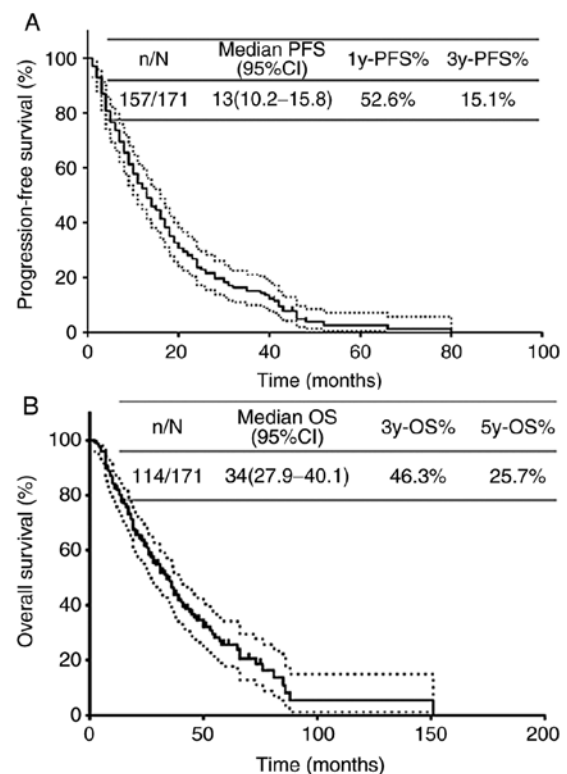 A
n/N Median PFS (95%CI) 1y-PFS% 3y-PFS%
157/171 13(10.2–15.8) 52.6% 15.1%
Progression-free survival (%)
100
80
60
40
20
0
0 20 40 60 80 100
Time (months)
B
n/N Median OS (95%CI) 3y-OS% 5y-OS%
114/171 34(27.9–40.1) 46.3% 25.7%
Overall survival (%)
100
80
60
40
20
0
0 50 100 150 200
Time (months)